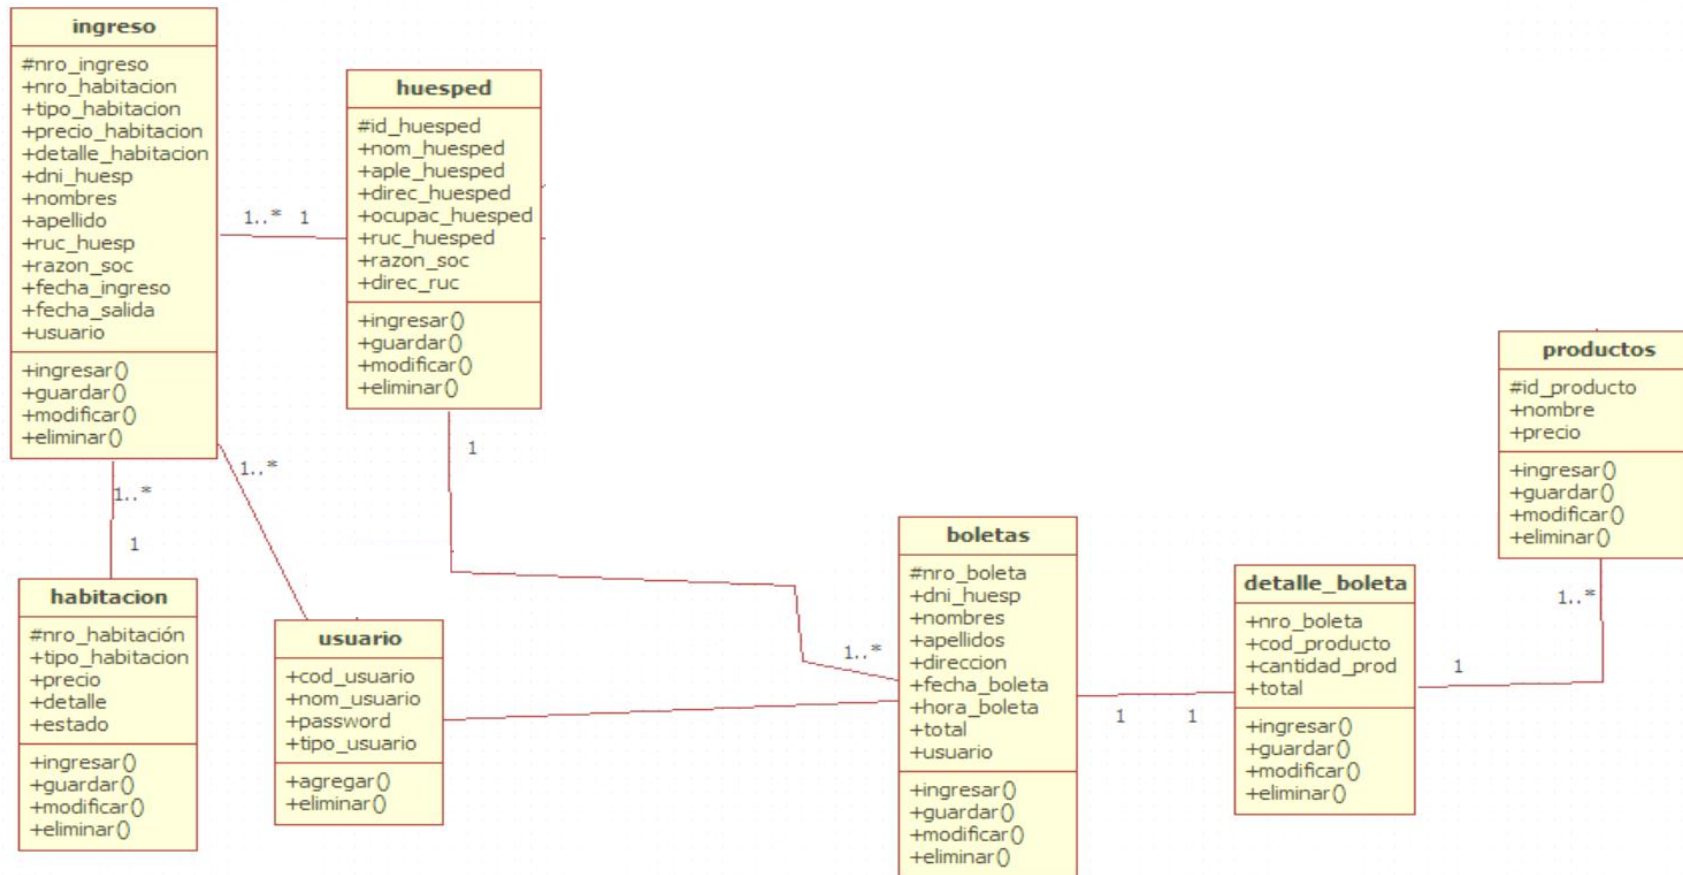 ingreso
#nro_ingreso
+nro_habitacion
+tipo_habitacion
+precio_habitacion
+detalle_habitacion
+dni_huesp
+nombres
+apellido
+ruc_huesp
+razon_soc
+fecha_ingreso
+fecha_salida
+usuario
+ingresar()
+guardar()
+modificar()
+eliminar()
1..* 1
huesped
#id_huesped
+nom_huesped
+aple_huesped
+direc_huesped
+ocupac_huesped
+ruc_huesped
+razon_soc
+direc_ruc
+ingresar()
+guardar()
+modificar()
+eliminar()
1..*
1..*
1
1
habitacion
#nro_habitación
+tipo_habitacion
+precio
+detalle
+estado
+ingresar()
+guardar()
+modificar()
+eliminar()
usuario
+cod_usuario
+nom_usuario
+password
+tipo_usuario
+agregar()
+eliminar()
1..*
boletas
#nro_boleta
+dni_huesp
+nombres
+apellidos
+direccion
+fecha_boleta
+hora_boleta
+total
+usuario
+ingresar()
+guardar()
+modificar()
+eliminar()
1 1
detalle_boleta
+nro_boleta
+cod_producto
+cantidad_prod
+total
+ingresar()
+guardar()
+modificar()
+eliminar()
1
1..*
productos
#id_producto
+nombre
+precio
+ingresar()
+guardar()
+modificar()
+eliminar()